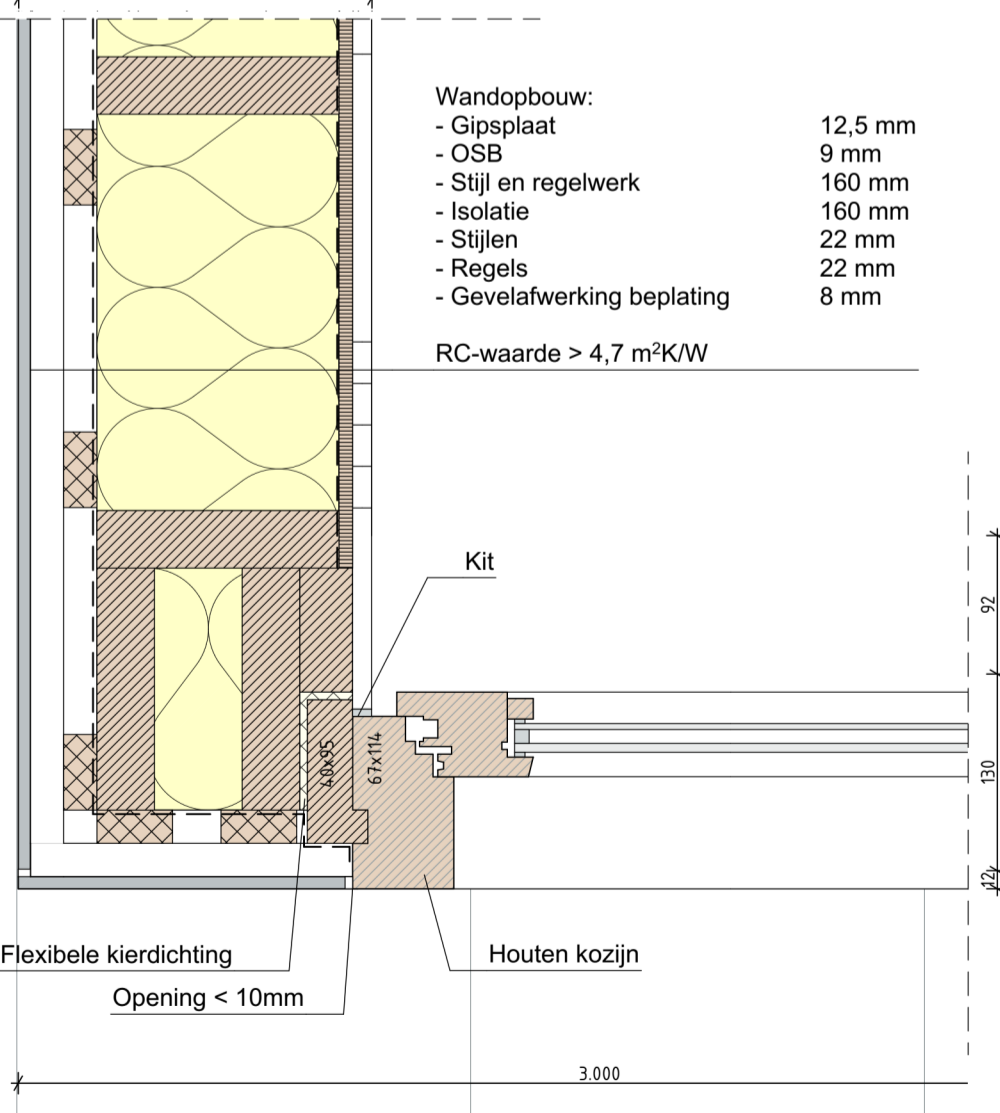 Wandopbouw:
- Gipsplaat 12,5 mm
- OSB 9 mm
- Stijl en regelwerk 160 mm
- Isolatie 160 mm
- Stijlen 22 mm
- Regels 22 mm
- Gevelafwerking beplating 8 mm
RC-waarde > 4,7 m²K/W
Kit
92
40x95
67x114
130
12
Flexibele kierdichting
Houten kozijn
Opening < 10mm
3.000